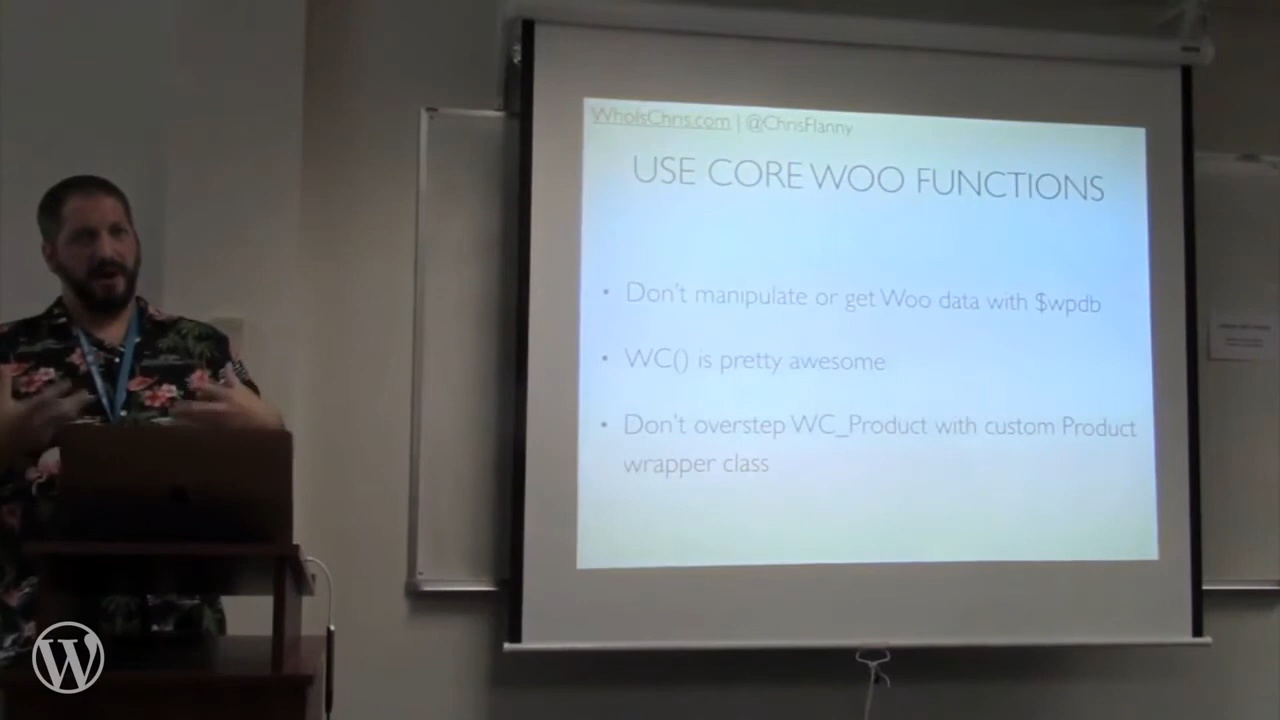 WhoIsChris.com | @ChrisFlanny
USE CORE WOO FUNCTIONS
• Don't manipulate or get Woo data with $wpdb
• WC() is pretty awesome
• Don't overstep WC_Product with custom Product
wrapper class